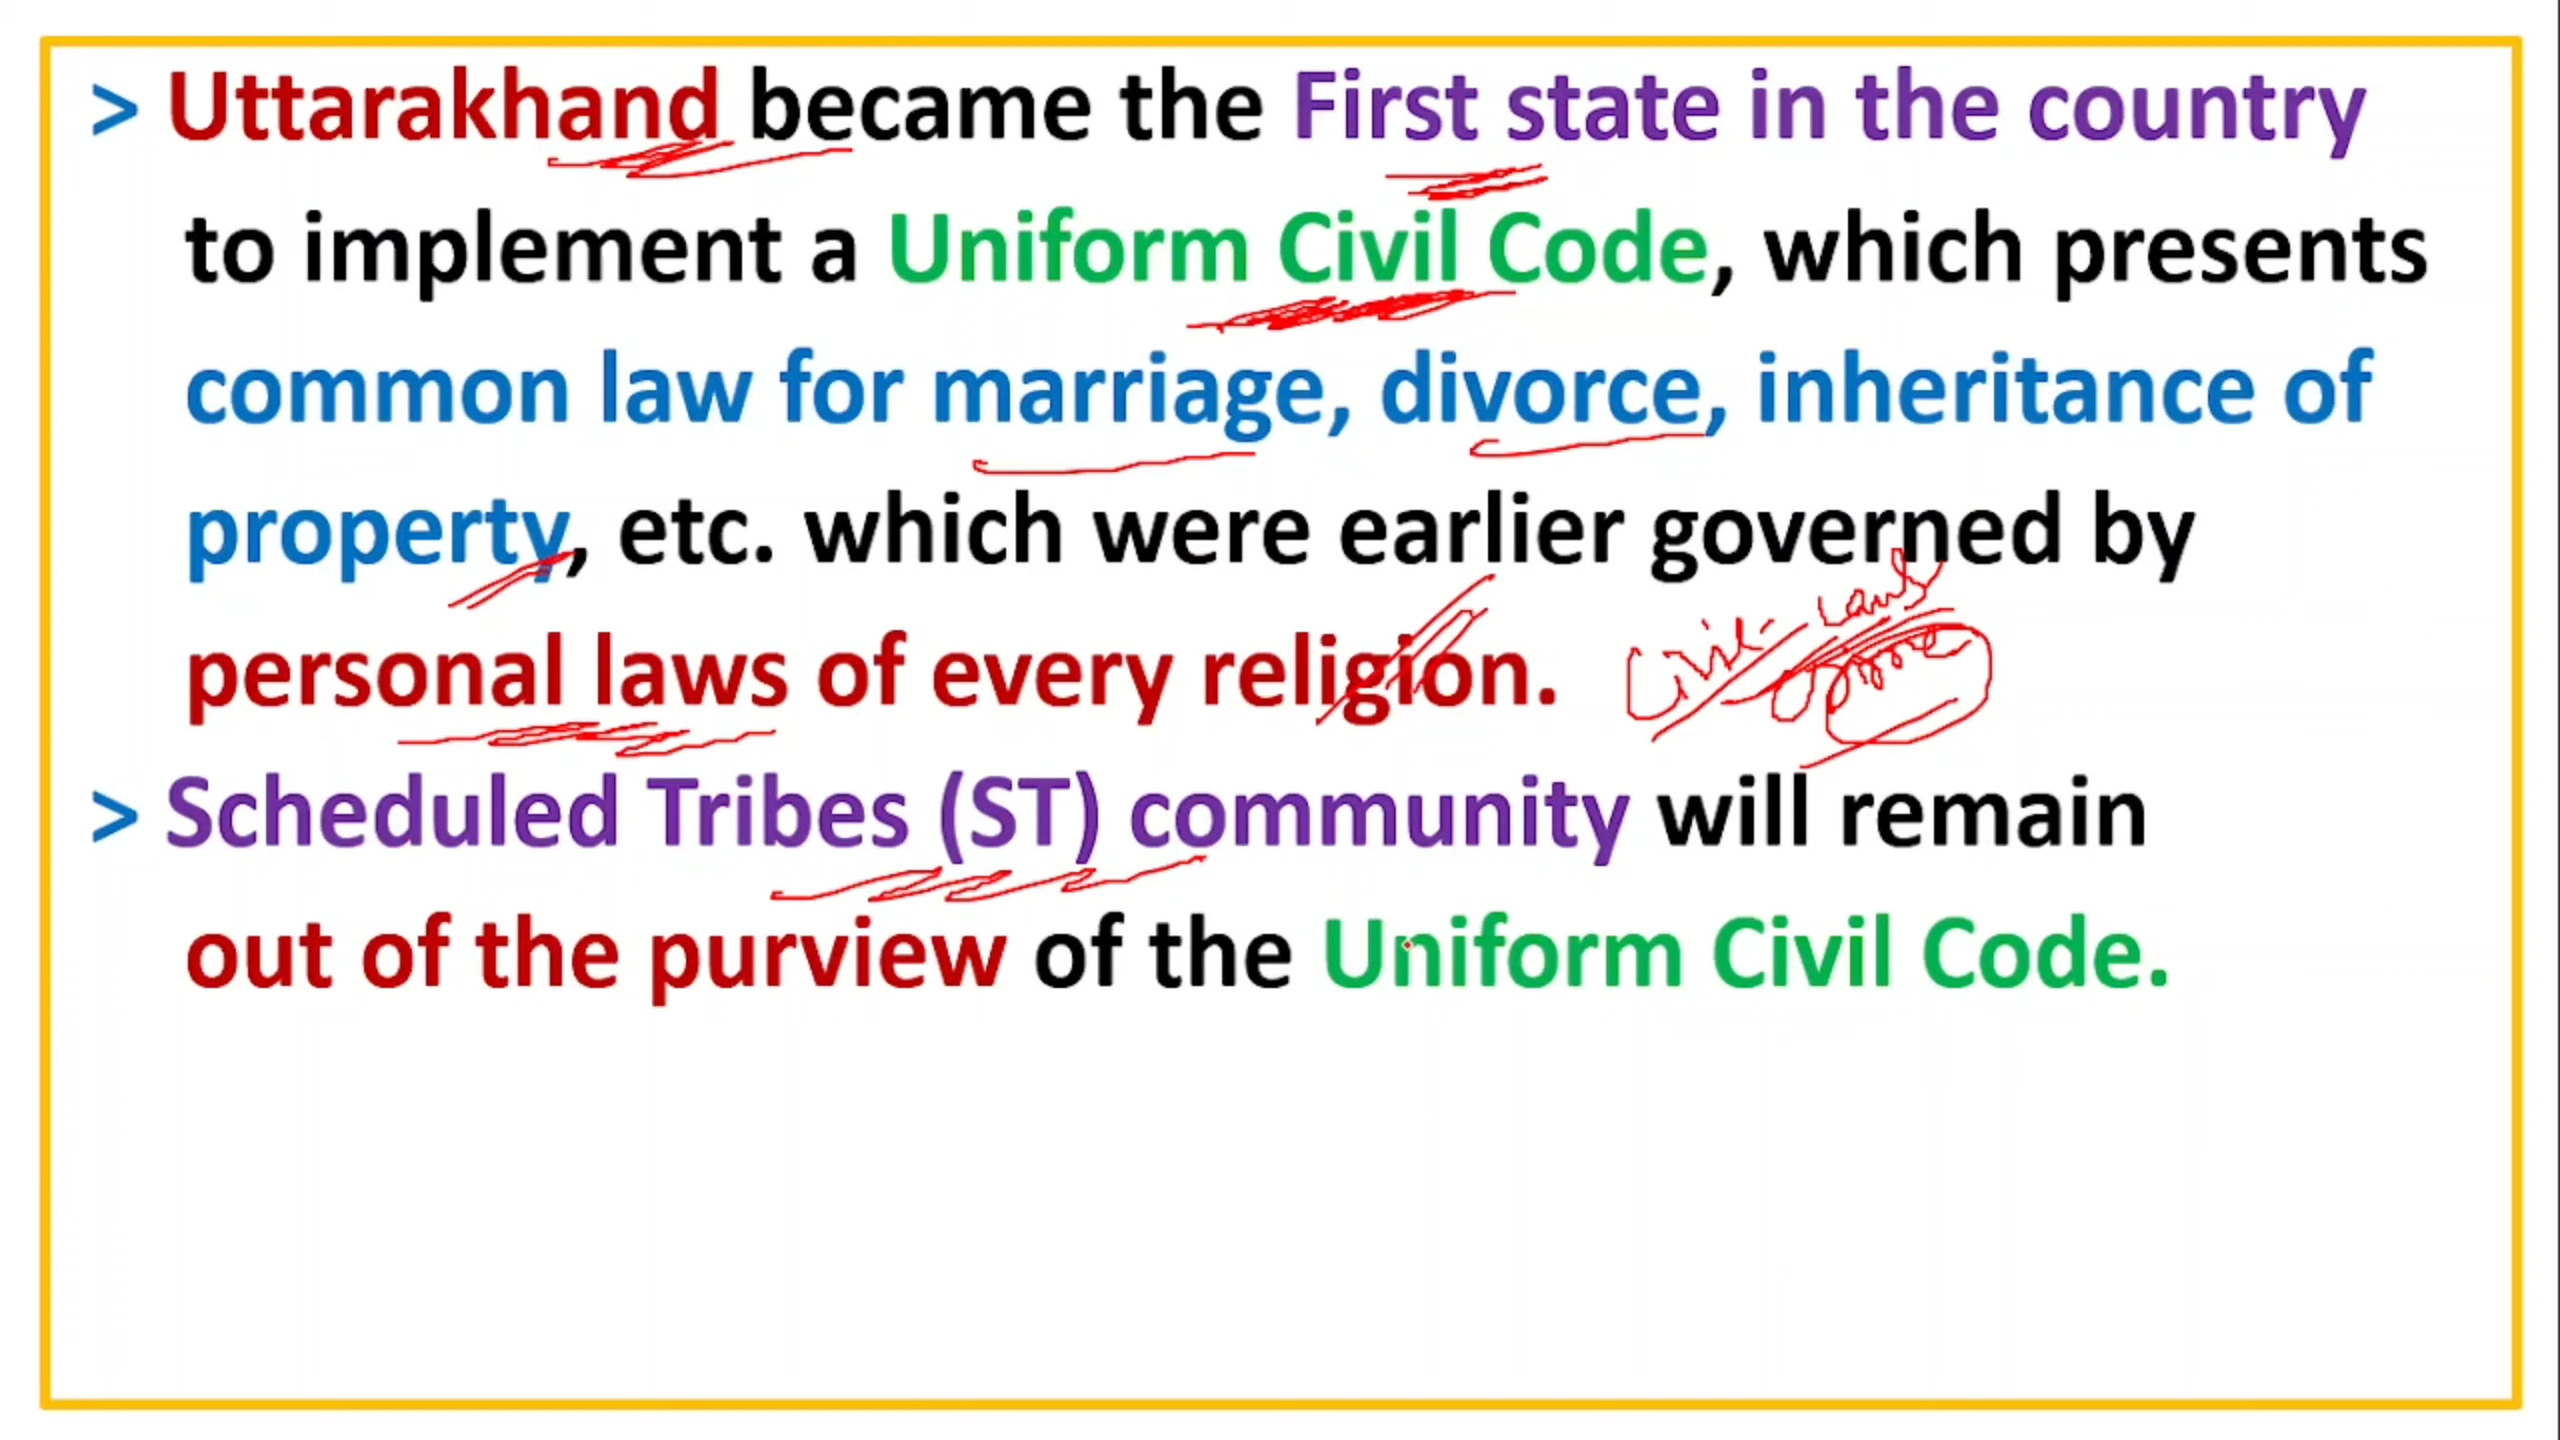 > Uttarakhand became the First state in the country
to implement a Uniform Civil Code, which presents
common law for marriage, divorce, inheritance of
property, etc. which were earlier governed by
personal laws of every religion.
Civil
> Scheduled Tribes (ST) community will remain
out of the purview of the Uniform Civil Code.